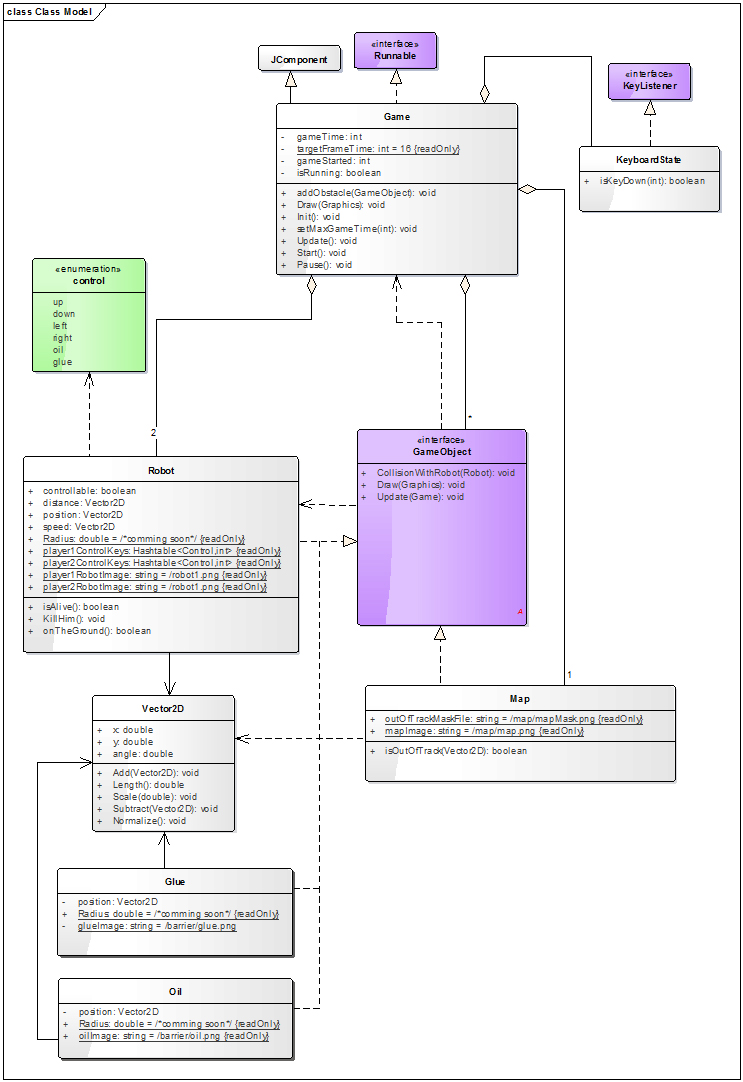 class Class Model
JComponent
«interface»
Runnable
«interface»
KeyListener
Game
- gameTime: int
- targetFrameTime: int = 16 {readOnly}
- gameStarted: int
- isRunning: boolean
+ addObstacle(GameObject): void
+ Draw(Graphics): void
+ Init(): void
+ setMaxGameTime(int): void
+ Update(): void
+ Start(): void
+ Pause(): void
KeyboardState
+ isKeyDown(int): boolean
«enumeration»
control
up
down
left
right
oil
glue
2
*
«interface»
GameObject
+ CollisionWithRobot(Robot): void
+ Draw(Graphics): void
+ Update(Game): void
A
Robot
+ controllable: boolean
+ distance: Vector2D
+ position: Vector2D
+ speed: Vector2D
+ Radius: double = /*comming soon*/ {readOnly}
+ player1ControlKeys: Hashtable<Control,int> {readOnly}
+ player2ControlKeys: Hashtable<Control,int> {readOnly}
+ player1RobotImage: string = /robot1.png {readOnly}
+ player2RobotImage: string = /robot1.png {readOnly}
+ isAlive(): boolean
+ KillHim(): void
+ onTheGround(): boolean
1
Map
+ outOfTrackMaskFile: string = /map/mapMask.png {readOnly}
+ mapImage: string = /map/map.png {readOnly}
+ isOutOfTrack(Vector2D): boolean
Vector2D
+ x: double
+ y: double
+ angle: double
+ Add(Vector2D): void
+ Length(): double
+ Scale(double): void
+ Subtract(Vector2D): void
+ Normalize(): void
Glue
- position: Vector2D
+ Radius: double = /*comming soon*/ {readOnly}
- glueImage: string = /barrier/glue.png
Oil
- position: Vector2D
+ Radius: double = /*comming soon*/ {readOnly}
+ oilImage: string = /barrier/oil.png {readOnly}